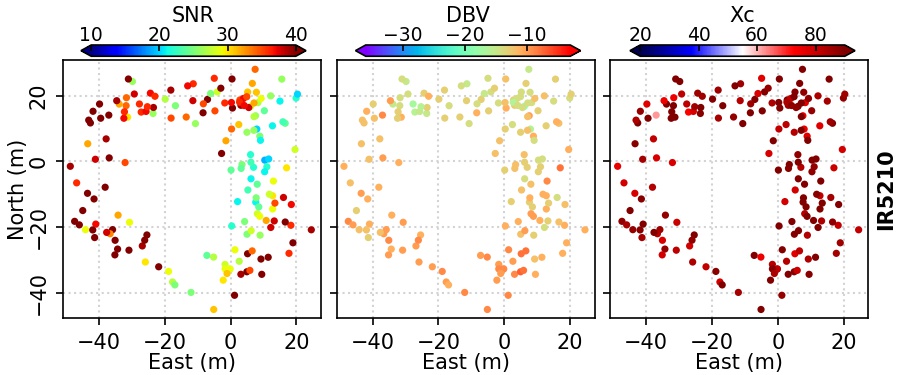 SNR DBV Xc
10 20 30 40 −30 −20 −10 20 40 60 80
20
0
−20
−40
North (m)
IR5210
−40 −20 0 20 −40 −20 0 20 −40 −20 0 20
East (m) East (m) East (m)